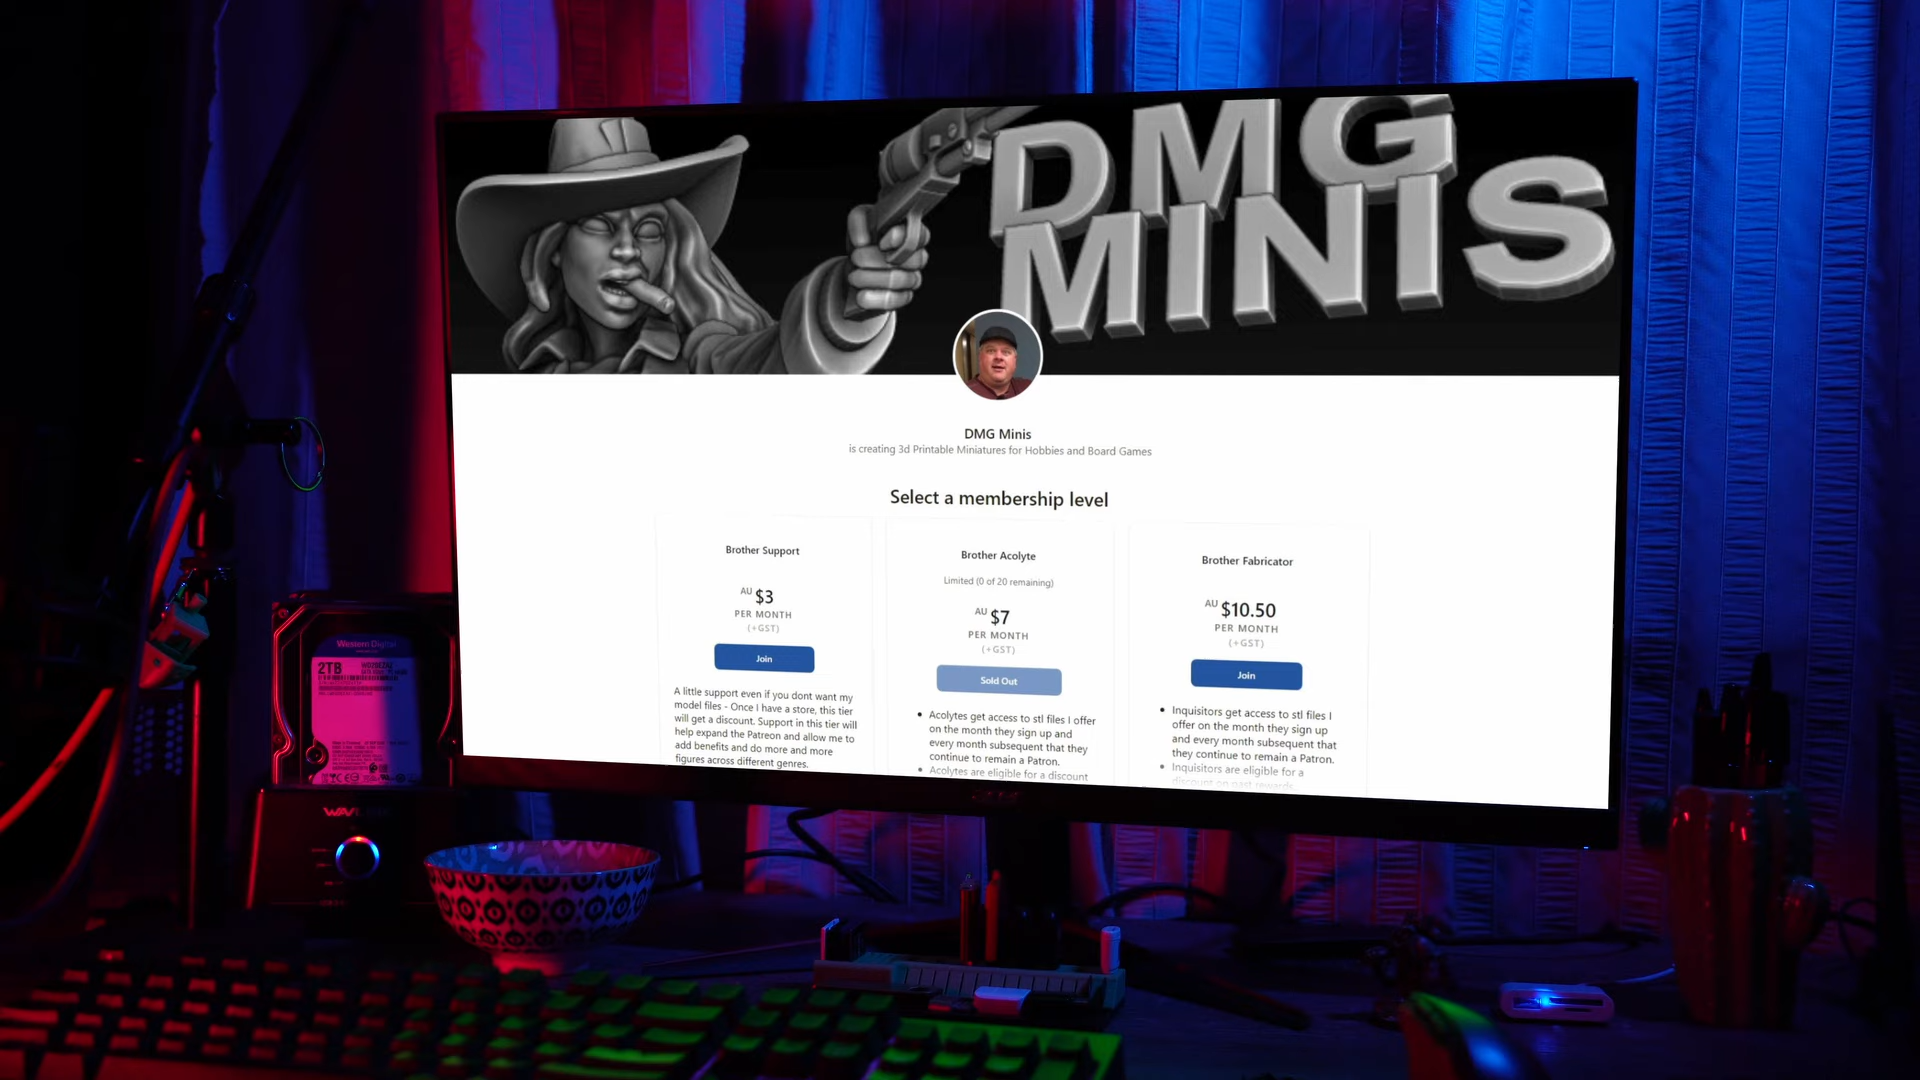 DMG
MINIS
DMG Minis
is creating 3d Printable Miniatures for Hobbies and Board Games
Select a membership level
Brother Support
AU $3
PER MONTH
(+GST)
Join
A little support even if you dont want my
model files - Once I have a store, this tier
will get a discount. Support in this tier will
help expand the Patreon and allow me to
add benefits and do more and more
figures across different genres.
Brother Acolyte
Limited (0 of 20 remaining)
AU $7
PER MONTH
(+GST)
Sold Out
• Acolytes get access to stl files I offer
on the month they sign up and
every month subsequent that they
continue to remain a Patron.
• Acolytes are eligible for a discount
Brother Fabricator
AU $10.50
PER MONTH
(+GST)
Join
• Inquisitors get access to stl files I
offer on the month they sign up
and every month subsequent that
they continue to remain a Patron.
• Inquisitors are eligible for a
discount on past rewards
Western Digital
2TB